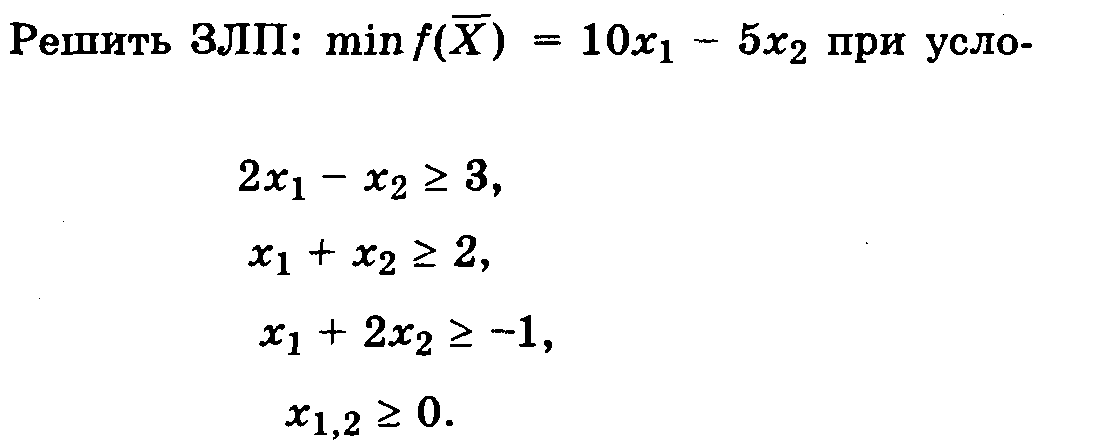 Решить ЗЛП: min f(X̅) = 10x₁ − 5x₂ при усло-
2x₁ − x₂ ≥ 3,
x₁ + x₂ ≥ 2,
x₁ + 2x₂ ≥ −1,
x₁,₂ ≥ 0.